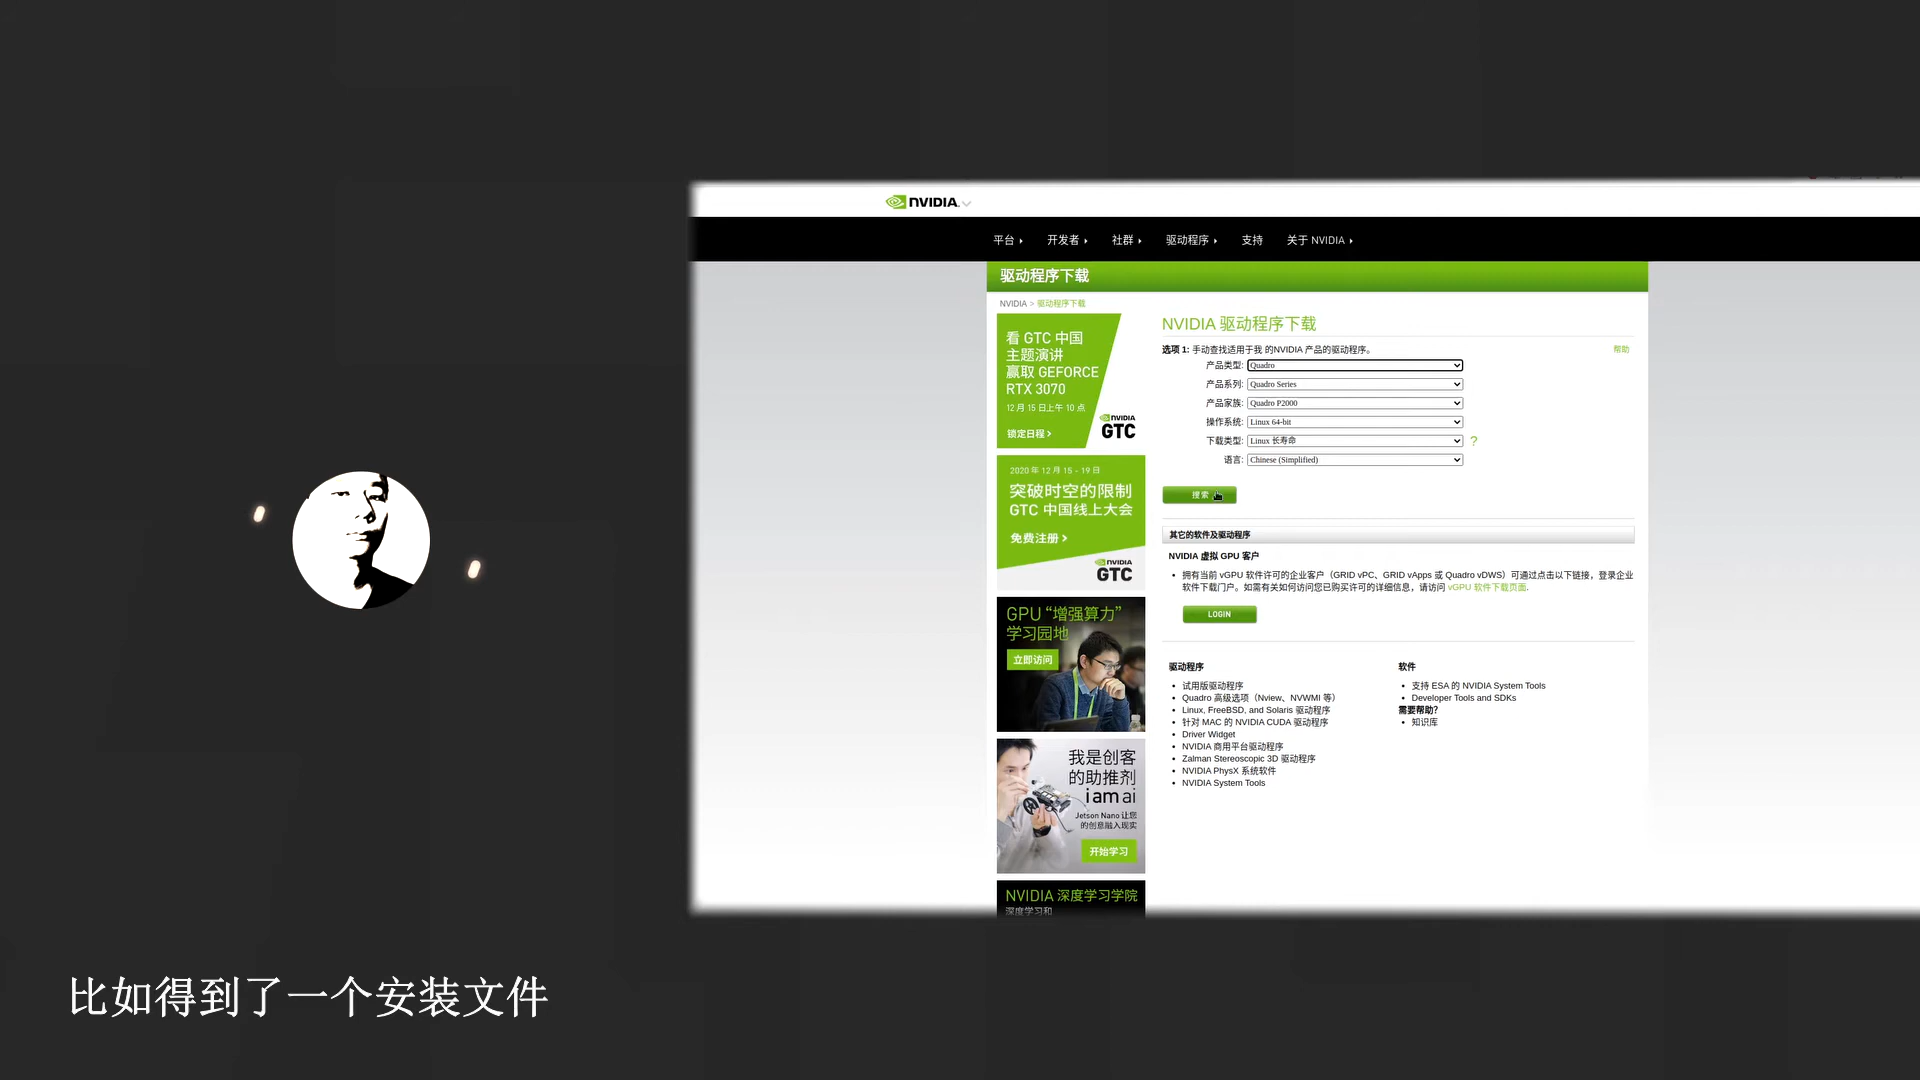 NVIDIA.
平台
开发者
社群
驱动程序
支持
关于 NVIDIA
驱动程序下载
NVIDIA > 驱动程序下载
看 GTC 中国
主题演讲
赢取 GEFORCE
RTX 3070
12 月 15 日上午 10 点
锁定日程
NVIDIA
GTC
2020 年 12 月 15 - 19 日
突破时空的限制
GTC 中国线上大会
免费注册
NVIDIA
GTC
GPU “增强算力”
学习园地
立即访问
我是创客
的助推剂
i am ai
Jetson Nano 让您
的创意融入现实
开始学习
NVIDIA 深度学习学院
深度学习和
NVIDIA 驱动程序下载
选项 1: 手动查找适用于我 的NVIDIA 产品的驱动程序。
帮助
产品类型: Quadro
产品系列: Quadro Series
产品家族: Quadro P2000
操作系统: Linux 64-bit
下载类型: Linux 长寿命 ?
语言: Chinese (Simplified)
搜索
其它的软件及驱动程序
NVIDIA 虚拟 GPU 客户
拥有当前 vGPU 软件许可的企业客户（GRID vPC、GRID vApps 或 Quadro vDWS）可通过点击以下链接，登录企业
软件下载门户。如需有关如何访问您已购买许可的详细信息，请访问 vGPU 软件下载页面.
LOGIN
驱动程序
试用版驱动程序
Quadro 高级选项（Nview、NVWMI 等）
Linux, FreeBSD, and Solaris 驱动程序
针对 MAC 的 NVIDIA CUDA 驱动程序
Driver Widget
NVIDIA 商用平台驱动程序
Zalman Stereoscopic 3D 驱动程序
NVIDIA PhysX 系统软件
NVIDIA System Tools
软件
支持 ESA 的 NVIDIA System Tools
Developer Tools and SDKs
需要帮助?
知识库
比如得到了一个安装文件